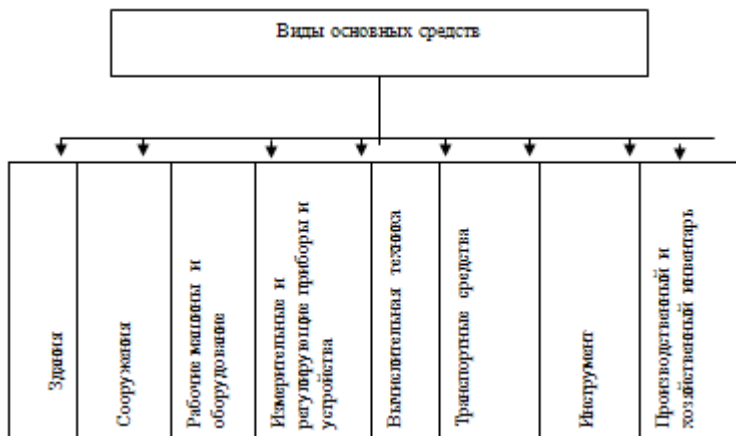 Виды основных средств
Здания
Сооружения
Рабочие машины и
оборудование
Измерительные и
регулирующие приборы и
устройства
Вычислительная техника
Транспортные средства
Инструмент
Производственный и
хозяйственный инвентарь